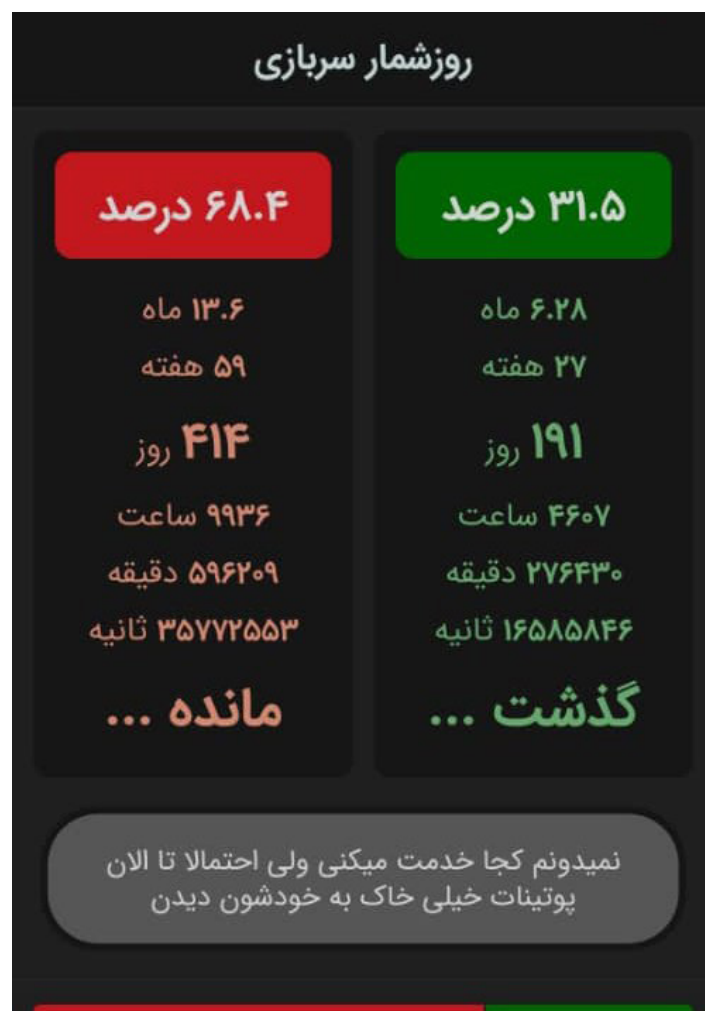 روزشمار سربازی
۳۱.۵ درصد
۶.۲۸ ماه
۲۷ هفته
۱۹۱ روز
۴۶۰۷ ساعت
۲۷۶۴۳۰ دقیقه
۱۶۵۸۵۸۴۶ ثانیه
گذشت ...
۶۸.۴ درصد
۱۳.۶ ماه
۵۹ هفته
۴۱۴ روز
۹۹۳۶ ساعت
۵۹۶۲۰۹ دقیقه
۳۵۷۷۲۵۵۳ ثانیه
مانده ...
نمیدونم کجا خدمت میکنی ولی احتمالا تا الان
پوتینات خیلی خاک به خودشون دیدن